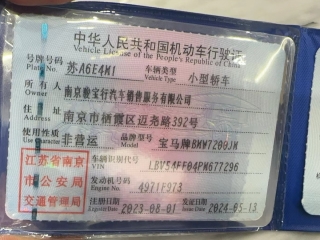 中华人民共和国机动车行驶证
Vehicle License of the People's Republic of China
号牌号码 苏A6E4M1 车辆类型 小型轿车
Plate No. Vehicle Type
所有人 南京骏宝行汽车销售服务有限公司
Owner
住址 南京市栖霞区迈尧路392号
Address
使用性质 非营运 品牌型号 宝马牌BMW7200JM
Use Character Model
江苏省南京市公安局交通管理局
车辆识别代号 LBV54FF04PM677296
VIN
发动机号码 4971F973
Engine No.
注册日期 2023-08-01 发证日期 2024-05-13
Register Date Issue Date